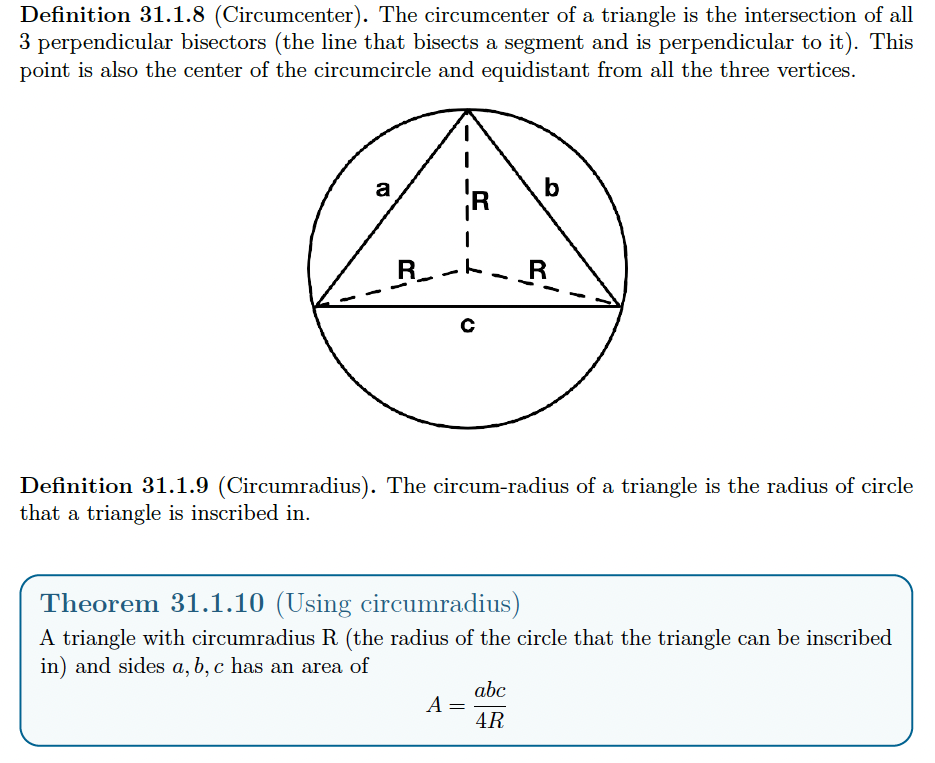 Definition 31.1.8 (Circumcenter). The circumcenter of a triangle is the intersection of all
3 perpendicular bisectors (the line that bisects a segment and is perpendicular to it). This
point is also the center of the circumcircle and equidistant from all the three vertices.
a
b
R
R
R
c
Definition 31.1.9 (Circumradius). The circum-radius of a triangle is the radius of circle
that a triangle is inscribed in.
Theorem 31.1.10 (Using circumradius)
A triangle with circumradius R (the radius of the circle that the triangle can be inscribed
in) and sides a, b, c has an area of
A = abc / 4R